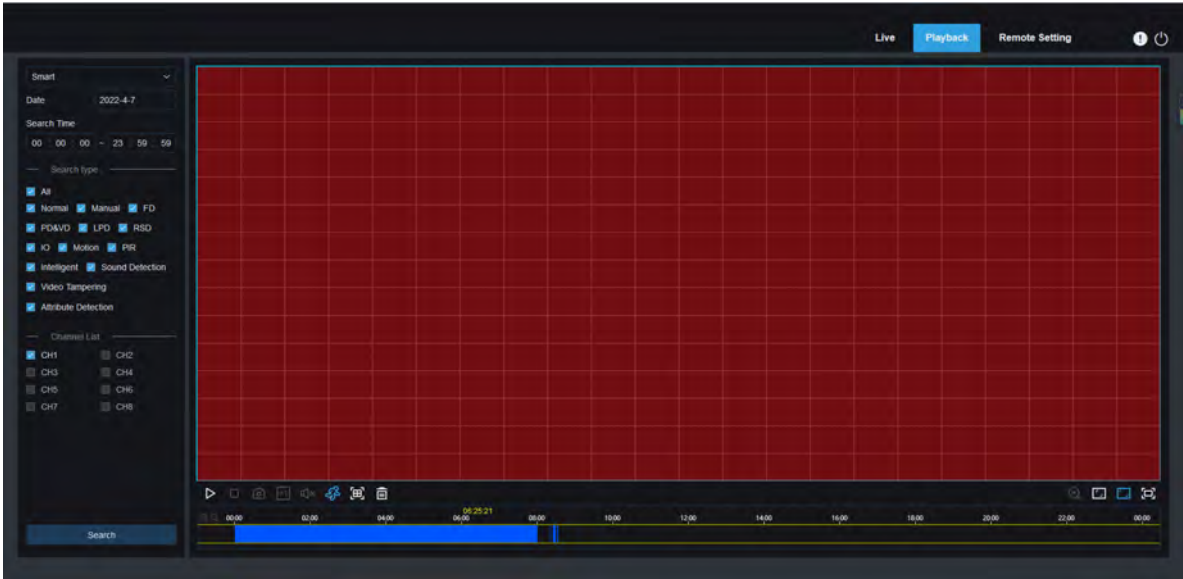 Live Playback Remote Setting
Smart
Date 2022-4-7
Search Time
00 : 00 : 00 - 23 : 59 : 59
Search type
All
Normal Manual FD
PD&VD LPD RSD
IO Motion PIR
Intelligent Sound Detection
Video Tampering
Attribute Detection
Channel List
CH1 CH2
CH3 CH4
CH5 CH6
CH7 CH8
Search
06:25:21
00:00 02:00 04:00 06:00 08:00 10:00 12:00 14:00 16:00 18:00 20:00 22:00 00:00